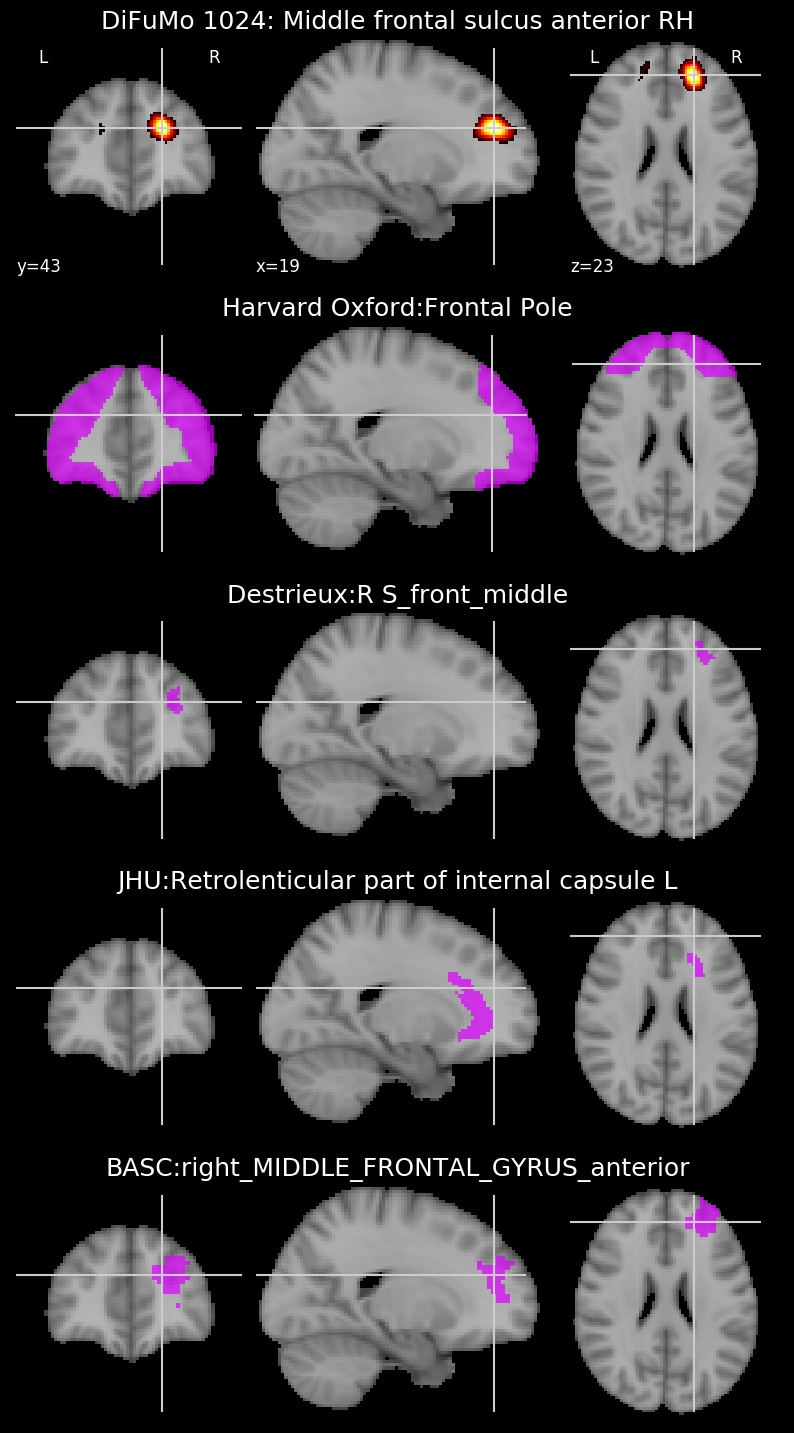 DiFuMo 1024: Middle frontal sulcus anterior RH
L R L R
y=43 x=19 z=23
Harvard Oxford:Frontal Pole
Destrieux:R S_front_middle
JHU:Retrolenticular part of internal capsule L
BASC:right_MIDDLE_FRONTAL_GYRUS_anterior